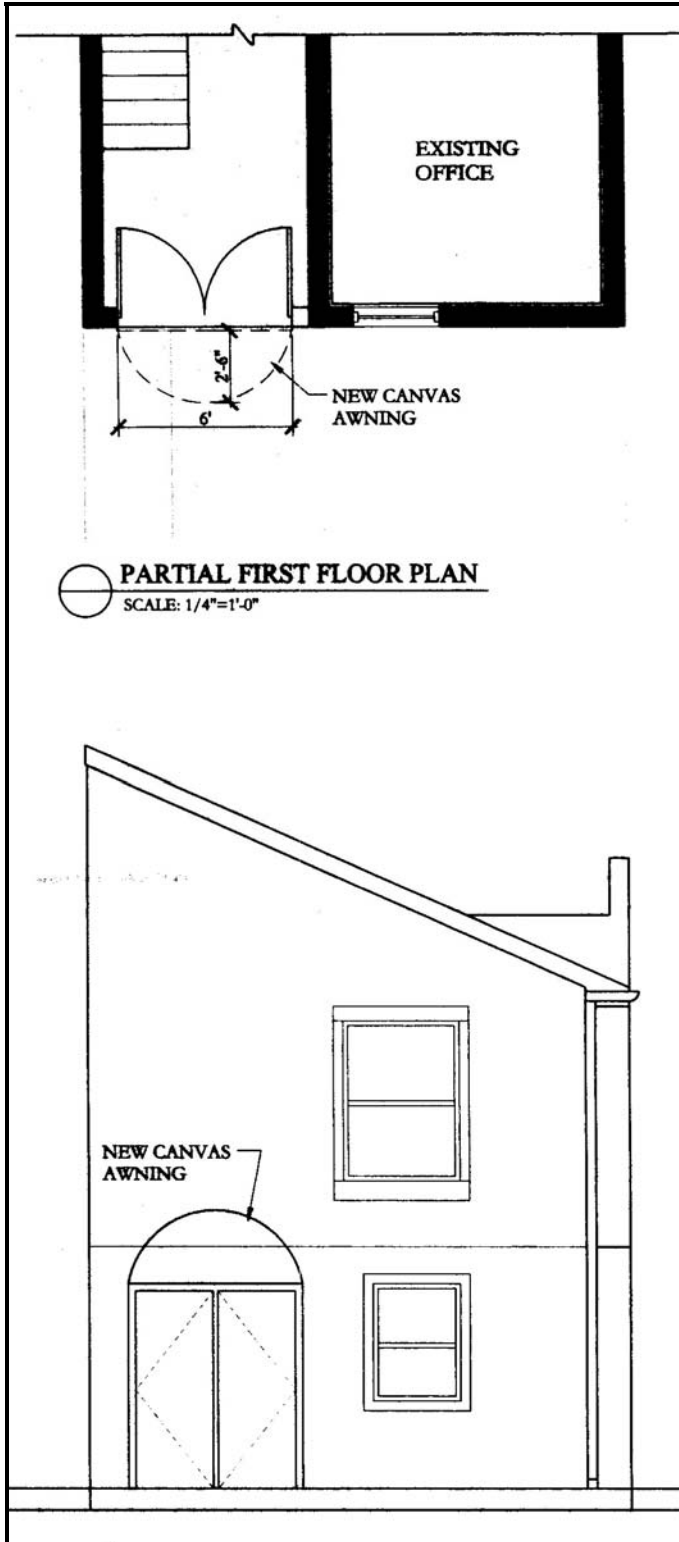 EXISTING
OFFICE
2'-6"
NEW CANVAS
AWNING
6'
PARTIAL FIRST FLOOR PLAN
SCALE: 1/4"=1'-0"
NEW CANVAS
AWNING